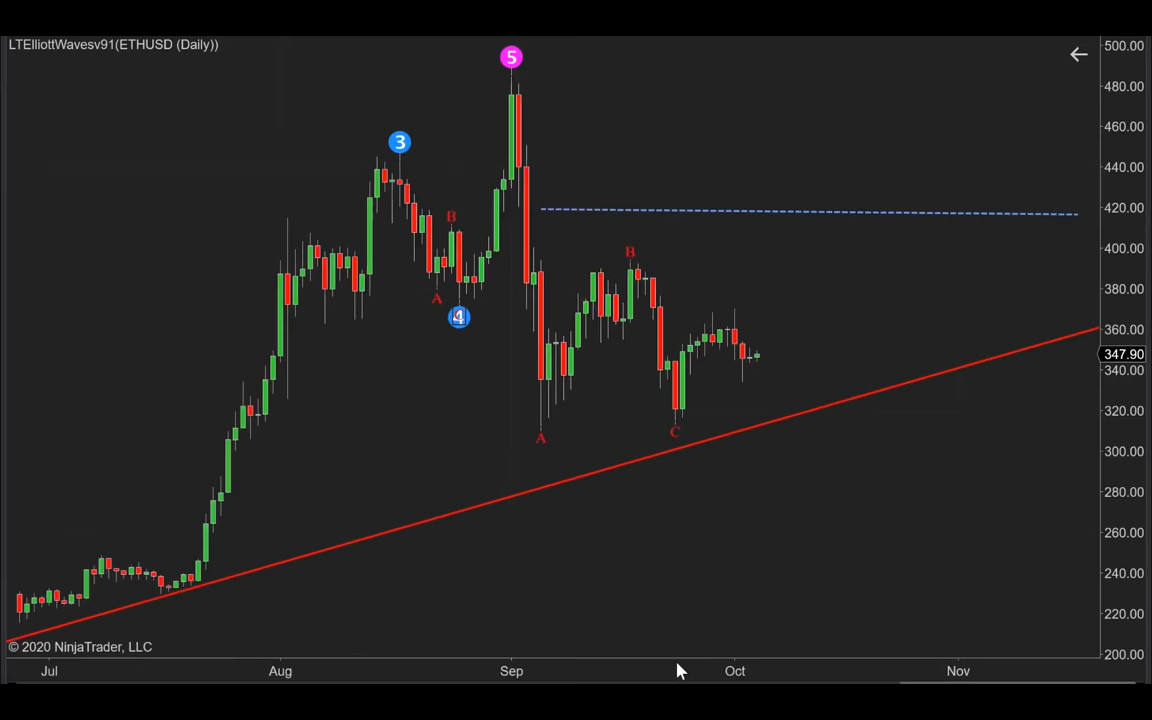 LTElliottWavesv91(ETHUSD (Daily))
500.00
5
480.00
460.00
3
440.00
420.00
B
400.00
B
380.00
A
4
360.00
347.90
340.00
320.00
A
C
300.00
280.00
260.00
240.00
220.00
© 2020 NinjaTrader, LLC
200.00
Jul Aug Sep Oct Nov